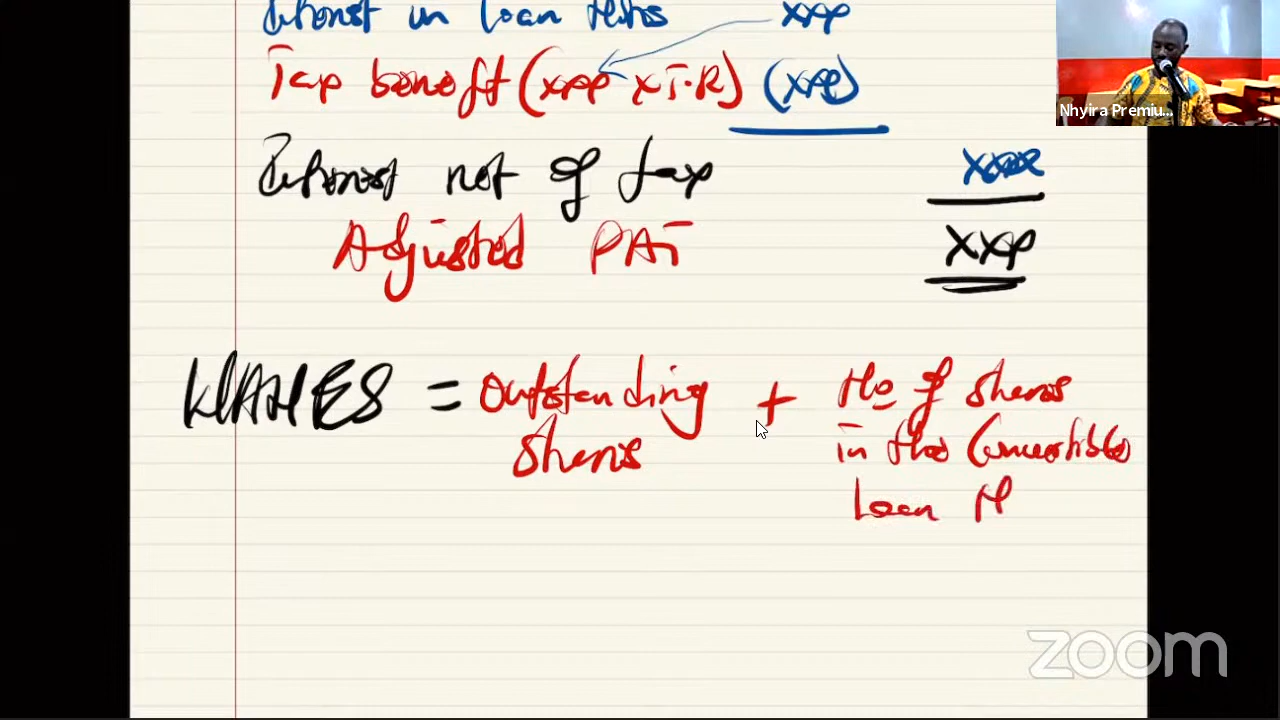 Interest in Loan Notes xxx
Tax benefit (xxx x T.R) (xxx)
Interest net of tax xxx
Adjusted PAT xxx
WANES = Outstanding + No of shares
shares in the Convertible
Loan N
Nhyira Premiu...
zoom